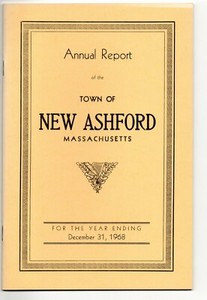 Annual Report
of the
TOWN OF
NEW ASHFORD
MASSACHUSETTS
FOR THE YEAR ENDING
December 31, 1968